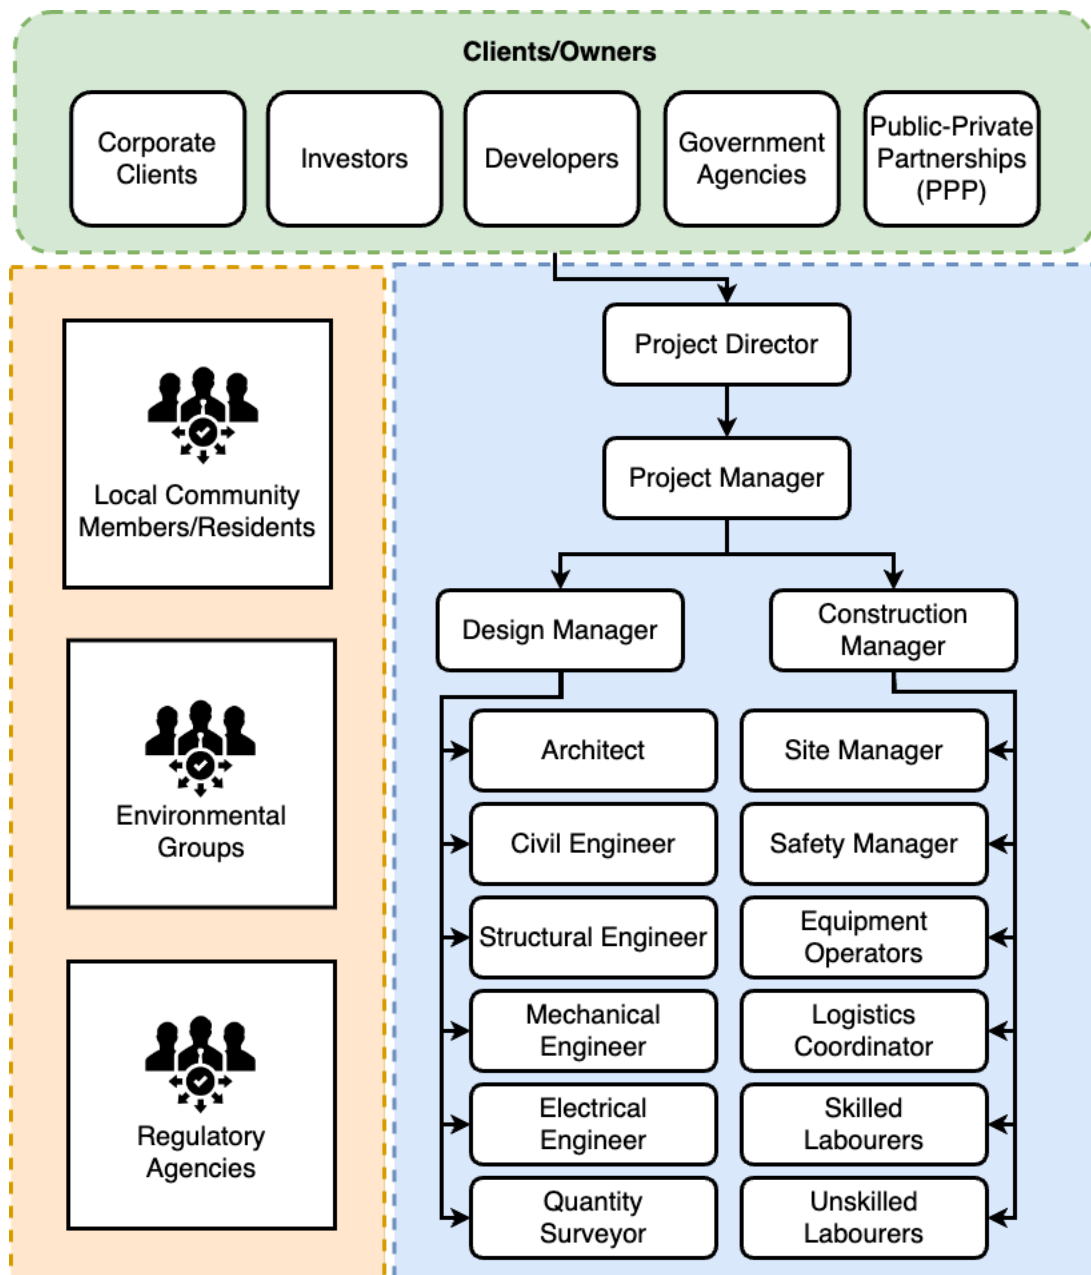 Clients/Owners
Corporate
Clients
Investors
Developers
Government
Agencies
Public-Private
Partnerships
(PPP)
Local Community
Members/Residents
Environmental
Groups
Regulatory
Agencies
Project Director
Project Manager
Design Manager
Construction
Manager
Architect
Civil Engineer
Structural Engineer
Mechanical
Engineer
Electrical
Engineer
Quantity
Surveyor
Site Manager
Safety Manager
Equipment
Operators
Logistics
Coordinator
Skilled
Labourers
Unskilled
Labourers